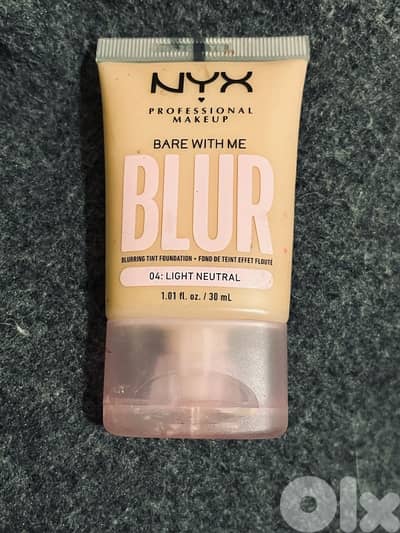 NYX
PROFESSIONAL
MAKEUP
BARE WITH ME
BLUR
BLURRING TINT FOUNDATION • FOND DE TEINT EFFET FLOUTÉ
04: LIGHT NEUTRAL
1.01 fl. oz. / 30 mL
Olx